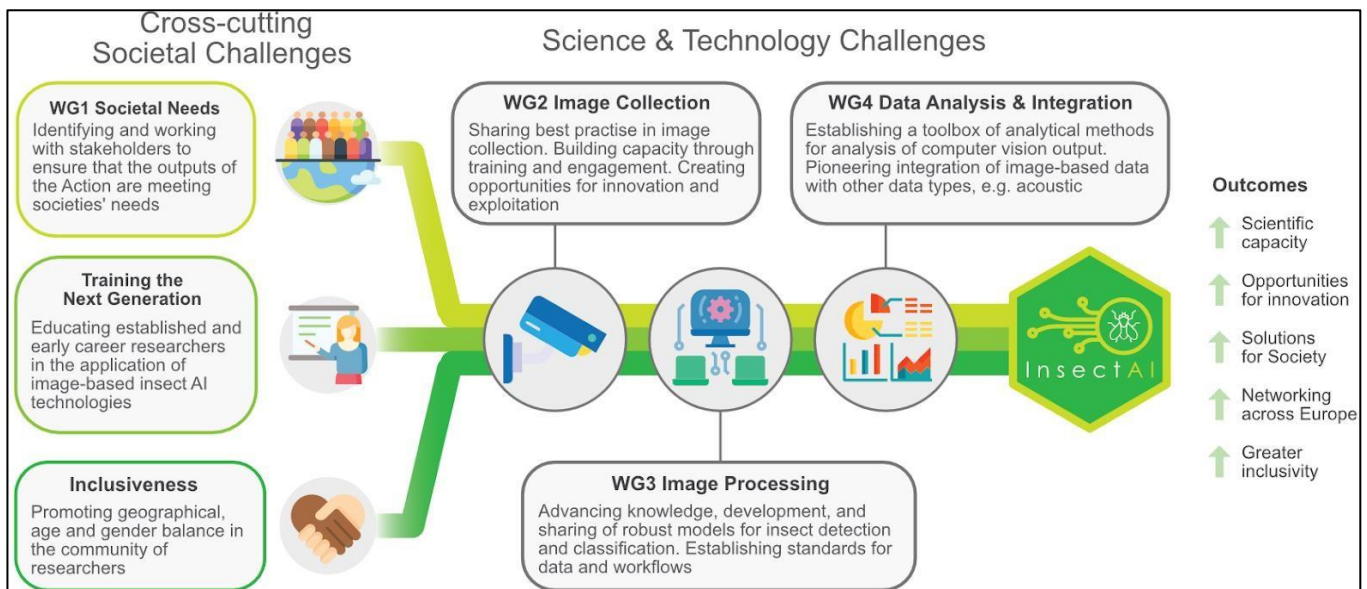 Cross-cutting
Societal Challenges
Science & Technology Challenges
WG1 Societal Needs
Identifying and working
with stakeholders to
ensure that the outputs of
the Action are meeting
societies' needs
Training the
Next Generation
Educating established and
early career researchers
in the application of
image-based insect AI
technologies
Inclusiveness
Promoting geographical,
age and gender balance in
the community of
researchers
WG2 Image Collection
Sharing best practise in image
collection. Building capacity through
training and engagement. Creating
opportunities for innovation and
exploitation
WG4 Data Analysis & Integration
Establishing a toolbox of analytical methods
for analysis of computer vision output.
Pioneering integration of image-based data
with other data types, e.g. acoustic
WG3 Image Processing
Advancing knowledge, development, and
sharing of robust models for insect detection
and classification. Establishing standards for
data and workflows
InsectAI
Outcomes
Scientific
capacity
Opportunities
for innovation
Solutions
for Society
Networking
across Europe
Greater
inclusivity